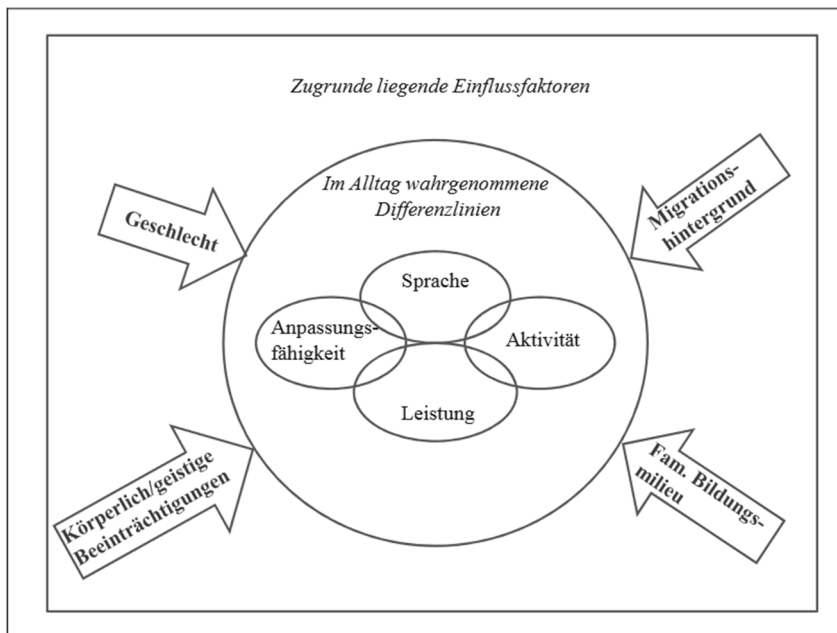 Zugrunde liegende Einflussfaktoren
Im Alltag wahrgenommene
Differenzlinien
Geschlecht
Migrations-
hintergrund
Sprache
Anpassungs-
fähigkeit
Aktivität
Leistung
Körperlich/geistige
Beeinträchtigungen
Fam. Bildungs-
milieu